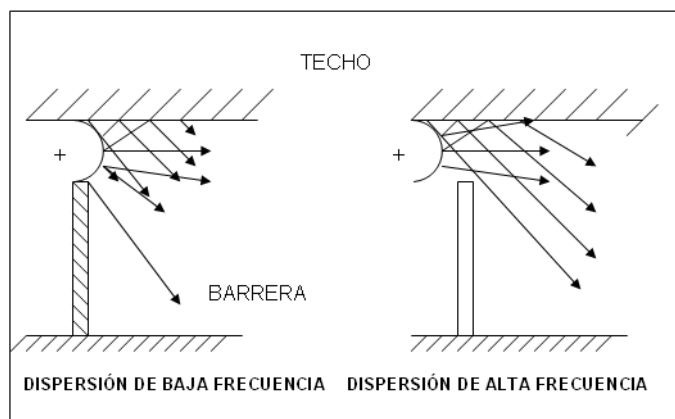 TECHO
BARRERA
DISPERSIÓN DE BAJA FRECUENCIA
DISPERSIÓN DE ALTA FRECUENCIA